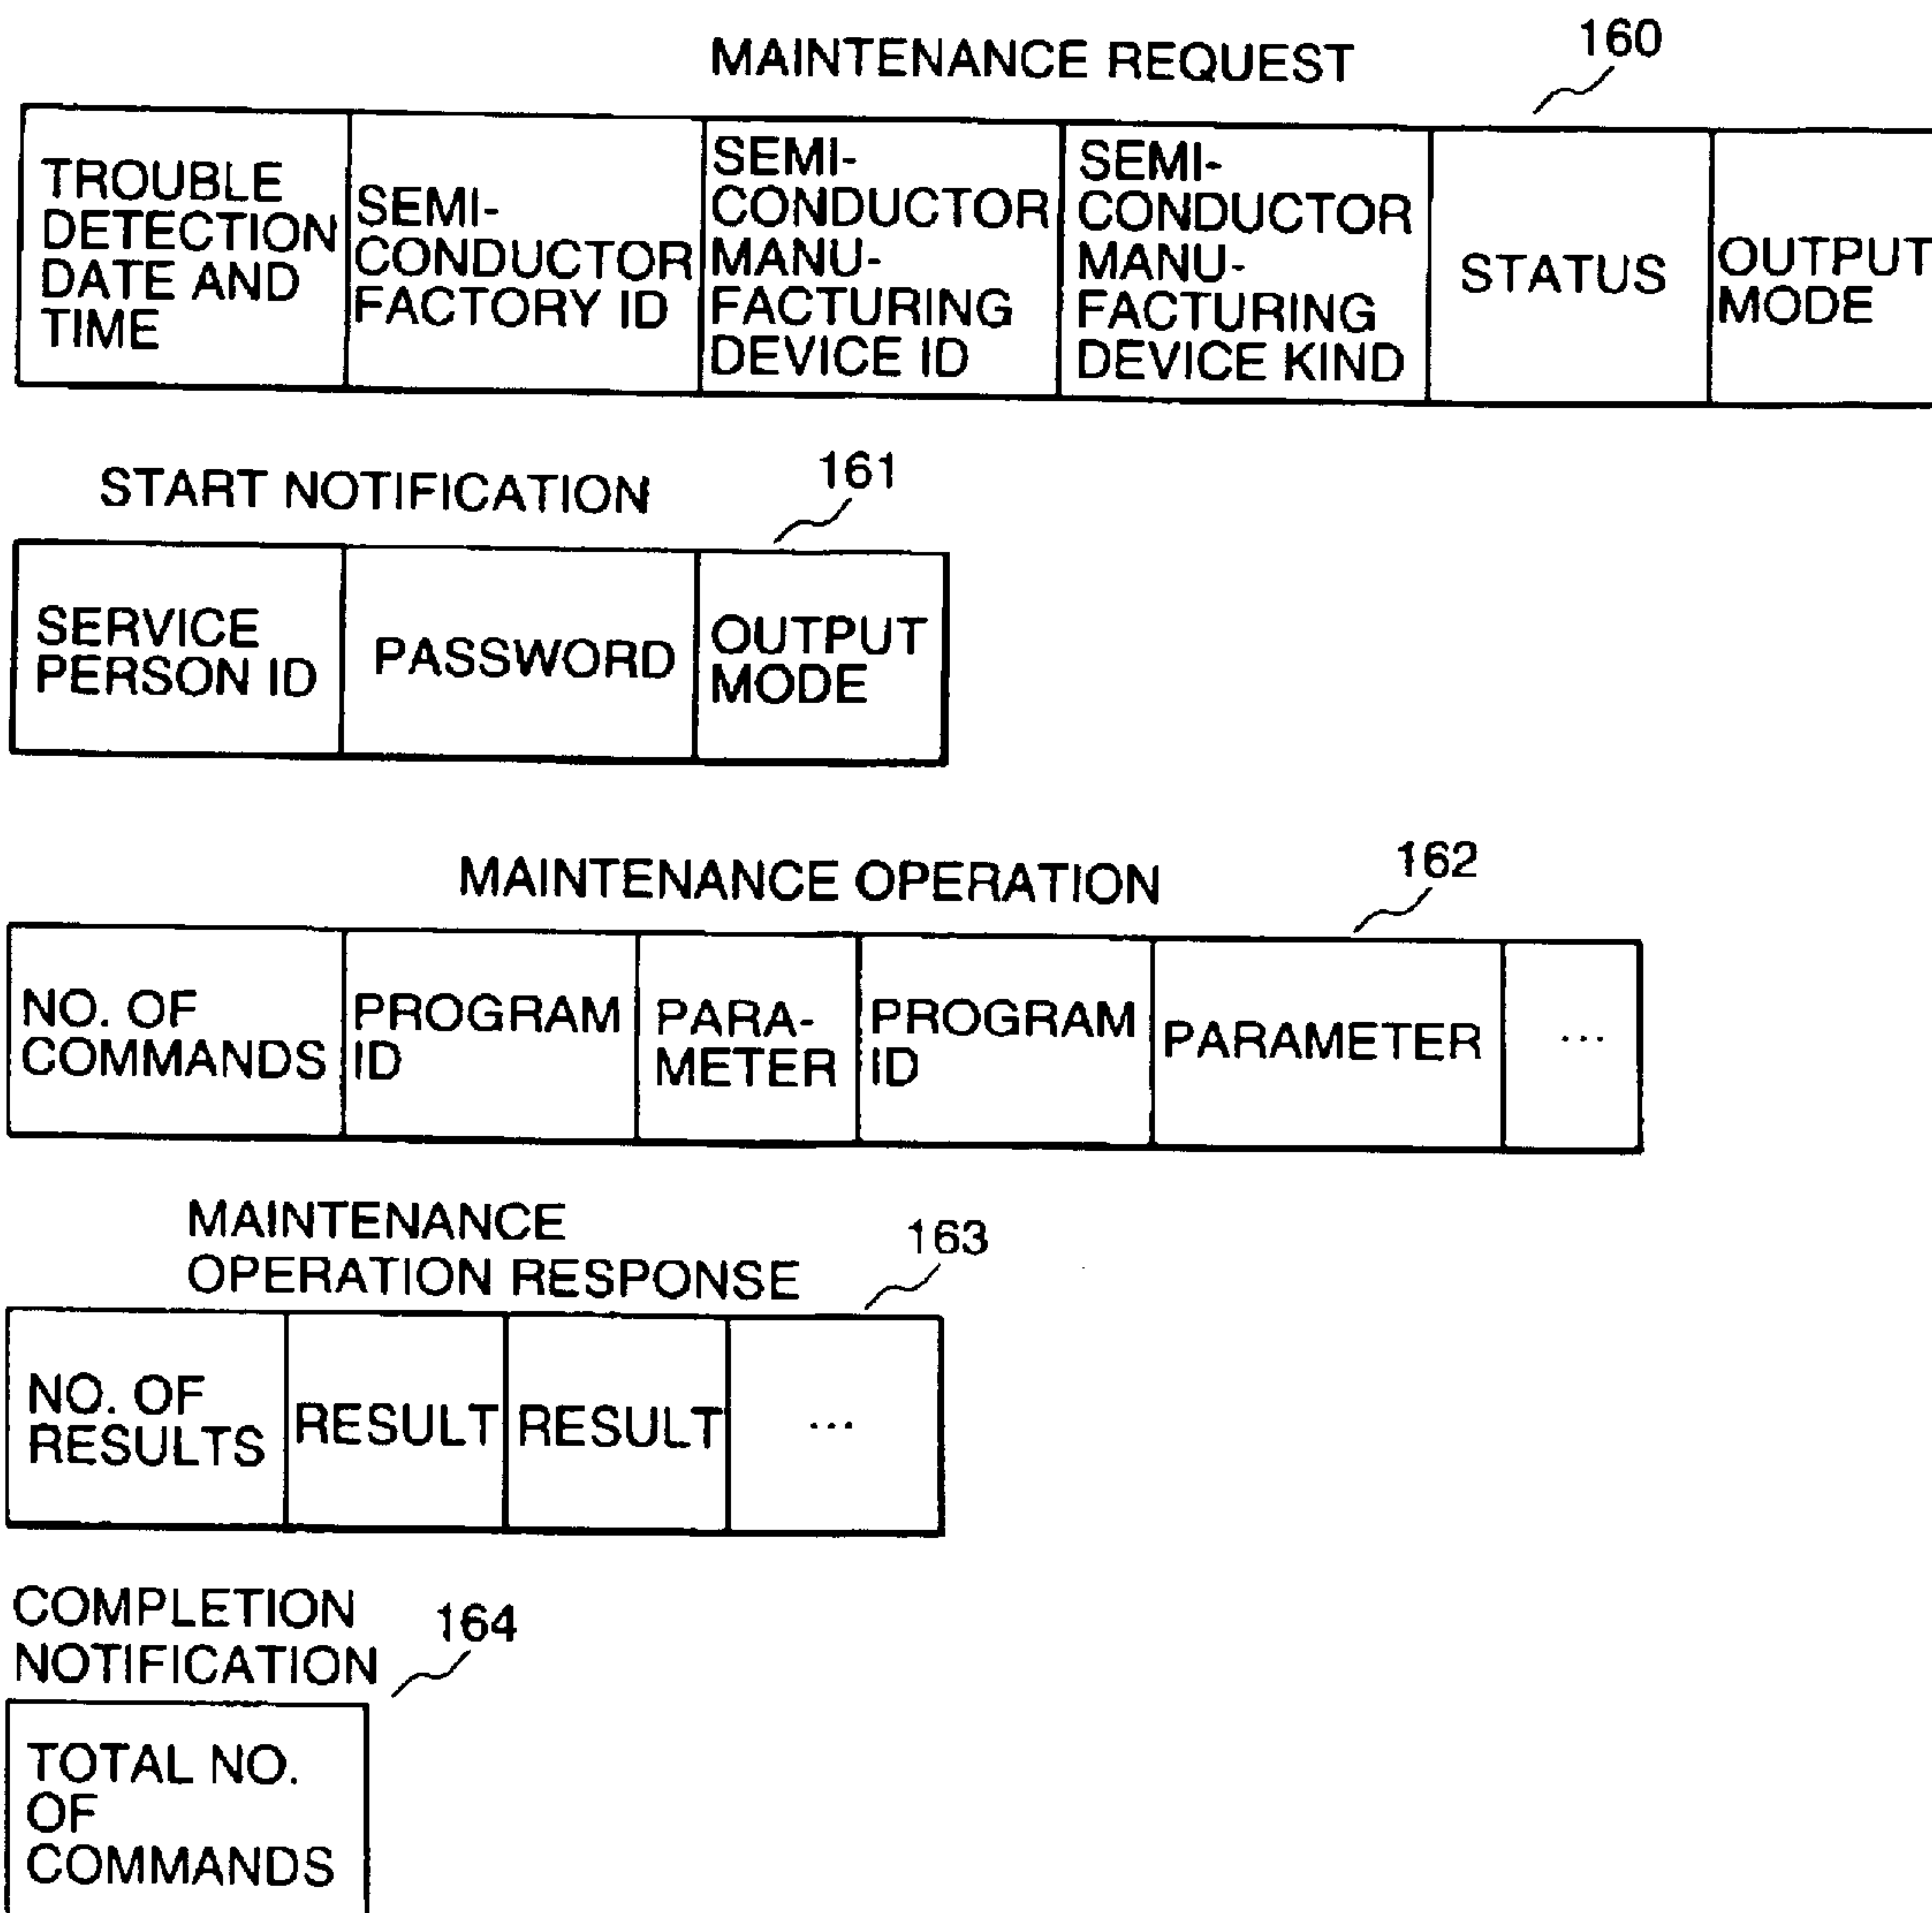 MAINTENANCE REQUEST
160
TROUBLE
DETECTION
DATE AND
TIME
SEMI-
CONDUCTOR
FACTORY ID
SEMI-
CONDUCTOR
MANU-
FACTURING
DEVICE ID
SEMI-
CONDUCTOR
MANU-
FACTURING
DEVICE KIND
STATUS
OUTPUT
MODE
START NOTIFICATION
161
SERVICE
PERSON ID
PASSWORD
OUTPUT
MODE
MAINTENANCE OPERATION
162
NO. OF
COMMANDS
PROGRAM
ID
PARA-
METER
PROGRAM
ID
PARAMETER
...
MAINTENANCE
OPERATION RESPONSE
163
NO. OF
RESULTS
RESULT
RESULT
...
COMPLETION
NOTIFICATION
164
TOTAL NO.
OF
COMMANDS